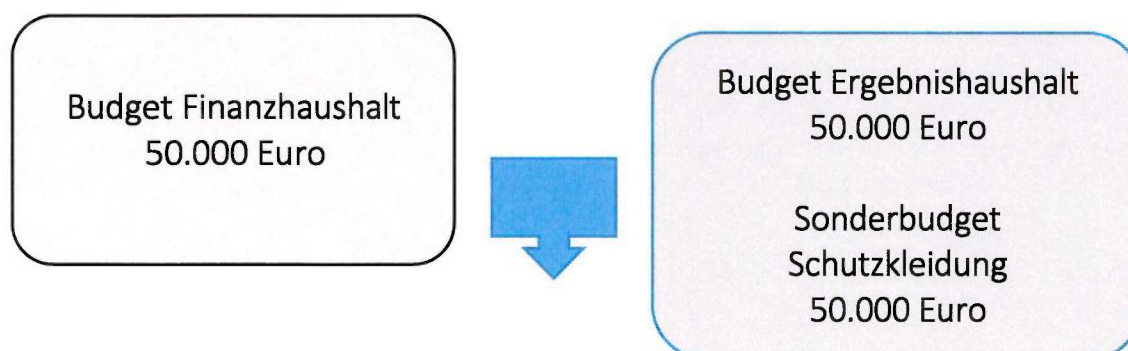 Budget Finanzhaushalt
50.000 Euro
Budget Ergebnishaushalt
50.000 Euro
Sonderbudget
Schutzkleidung
50.000 Euro